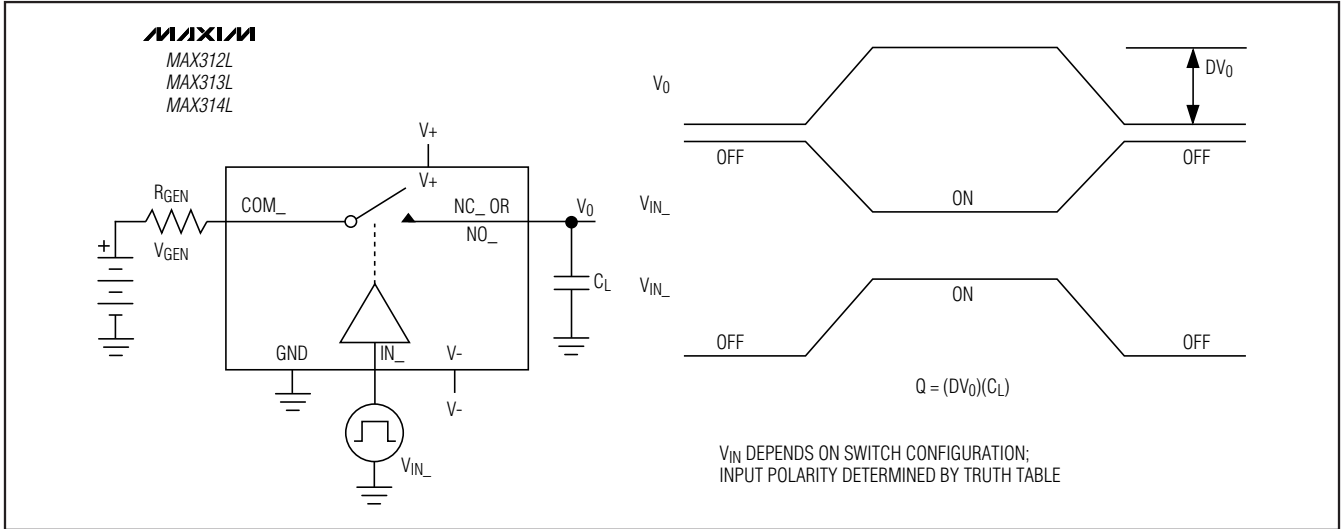 MAXIM
MAX312L
MAX313L
MAX314L
V+
V+
RGEN
COM_
NC_ OR
NO_
V0
VGEN
+
CL
GND
IN_
V-
V-
VIN_
V0
DV0
OFF
OFF
VIN_
ON
VIN_
ON
OFF
OFF
Q = (DV0)(CL)
VIN DEPENDS ON SWITCH CONFIGURATION;
INPUT POLARITY DETERMINED BY TRUTH TABLE